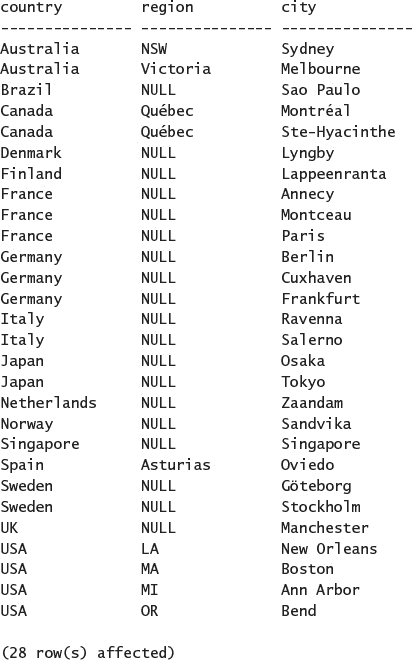 country         region          city
--------------- --------------- ---------------
Australia       NSW             Sydney
Australia       Victoria        Melbourne
Brazil          NULL            Sao Paulo
Canada          Québec          Montréal
Canada          Québec          Ste-Hyacinthe
Denmark         NULL            Lyngby
Finland         NULL            Lappeenranta
France          NULL            Annecy
France          NULL            Montceau
France          NULL            Paris
Germany         NULL            Berlin
Germany         NULL            Cuxhaven
Germany         NULL            Frankfurt
Italy           NULL            Ravenna
Italy           NULL            Salerno
Japan           NULL            Osaka
Japan           NULL            Tokyo
Netherlands     NULL            Zaandam
Norway          NULL            Sandvika
Singapore       NULL            Singapore
Spain           Asturias        Oviedo
Sweden          NULL            Göteborg
Sweden          NULL            Stockholm
UK              NULL            Manchester
USA             LA              New Orleans
USA             MA              Boston
USA             MI              Ann Arbor
USA             OR              Bend
(28 row(s) affected)